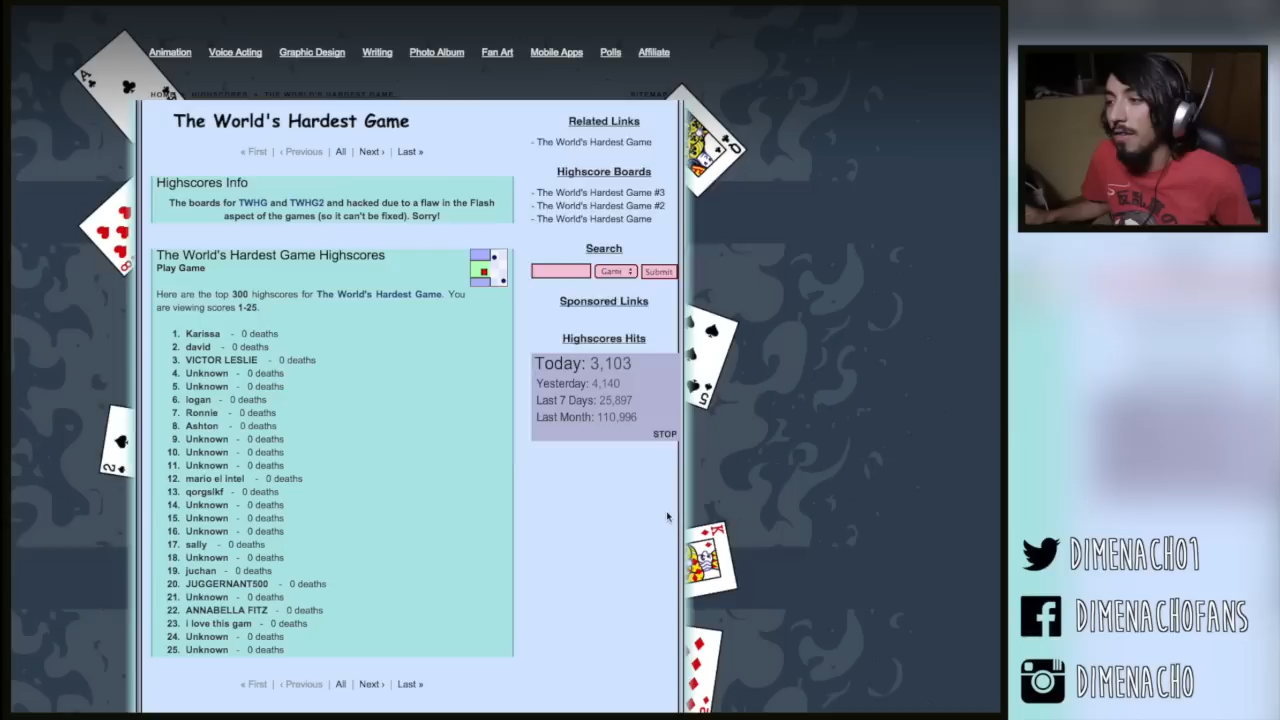 Animation Voice Acting Graphic Design Writing Photo Album Fan Art Mobile Apps Polls Affiliate
The World's Hardest Game
« First | ‹ Previous | All | Next › | Last »
Highscores Info
The boards for TWHG and TWHG2 and hacked due to a flaw in the Flash
aspect of the games (so it can't be fixed). Sorry!
The World's Hardest Game Highscores
Play Game
Here are the top 300 highscores for The World's Hardest Game. You
are viewing scores 1-25.
1. Karissa - 0 deaths
2. david - 0 deaths
3. VICTOR LESLIE - 0 deaths
4. Unknown - 0 deaths
5. Unknown - 0 deaths
6. logan - 0 deaths
7. Ronnie - 0 deaths
8. Ashton - 0 deaths
9. Unknown - 0 deaths
10. Unknown - 0 deaths
11. Unknown - 0 deaths
12. mario el intel - 0 deaths
13. qorgsikf - 0 deaths
14. Unknown - 0 deaths
15. Unknown - 0 deaths
16. Unknown - 0 deaths
17. sally - 0 deaths
18. Unknown - 0 deaths
19. juchan - 0 deaths
20. JUGGERNANT500 - 0 deaths
21. Unknown - 0 deaths
22. ANNABELLA FITZ - 0 deaths
23. i love this gam - 0 deaths
24. Unknown - 0 deaths
25. Unknown - 0 deaths
« First | ‹ Previous | All | Next › | Last »
Related Links
- The World's Hardest Game
Highscore Boards
- The World's Hardest Game #3
- The World's Hardest Game #2
- The World's Hardest Game
Search
Game Submit
Sponsored Links
Highscores Hits
Today: 3,103
Yesterday: 4,140
Last 7 Days: 25,897
Last Month: 110,996
STOP
DIMENACHO1
DIMENACHOFANS
DIMENACHO